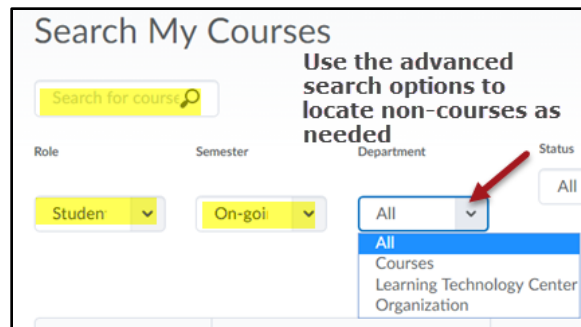 Search My Courses
Use the advanced
search options to
locate non-courses as
needed
Search for course
Role
Semester
Department
Status
Studen
On-goi
All
All
All
Courses
Learning Technology Center
Organization